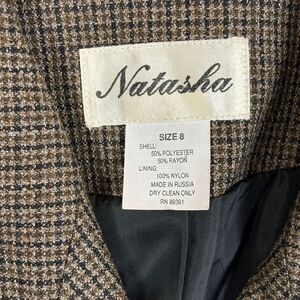 Natasha
SIZE 8
SHELL:
50% POLYESTER
50% RAYON
LINING:
100% NYLON
MADE IN RUSSIA
DRY CLEAN ONLY
RN 89391